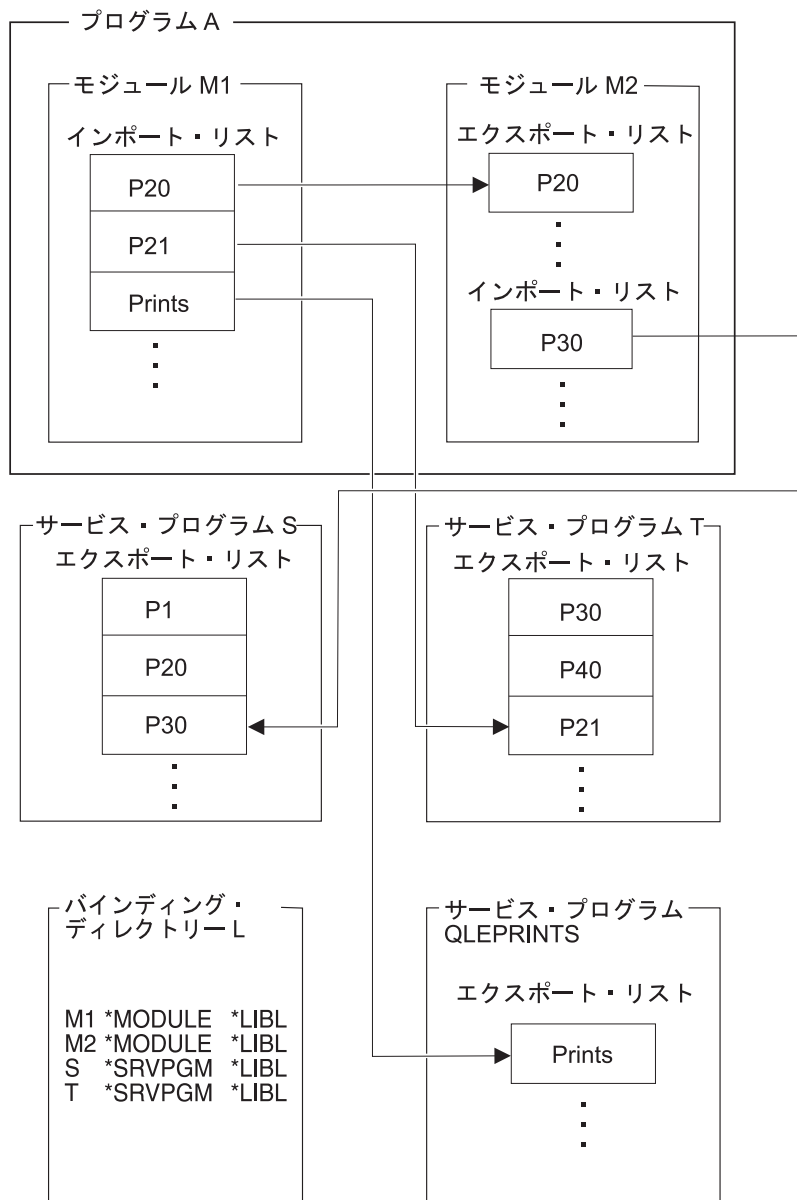 プログラム A
モジュール M1
インポート・リスト
P20
P21
Prints
モジュール M2
エクスポート・リスト
P20
インポート・リスト
P30
サービス・プログラム S
エクスポート・リスト
P1
P20
P30
サービス・プログラム T
エクスポート・リスト
P30
P40
P21
バインディング・
ディレクトリー L
M1 *MODULE *LIBL
M2 *MODULE *LIBL
S *SRVPGM *LIBL
T *SRVPGM *LIBL
サービス・プログラム
QLEPRINTS
エクスポート・リスト
Prints